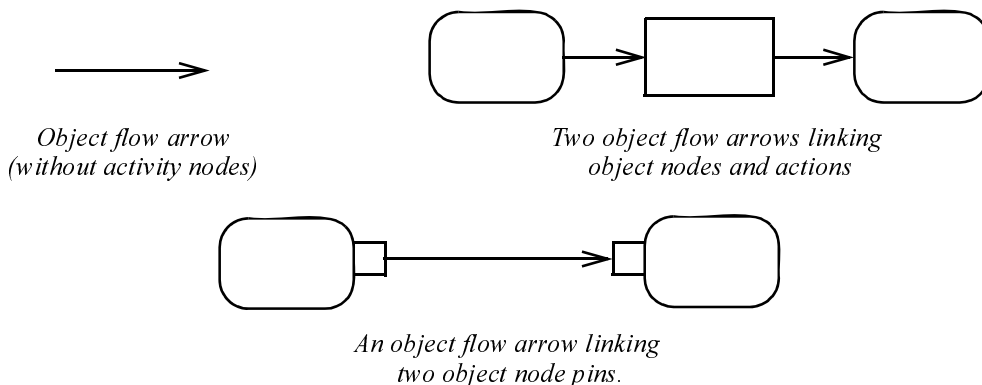 Object flow arrow
(without activity nodes)
Two object flow arrows linking
object nodes and actions
An object flow arrow linking
two object node pins.